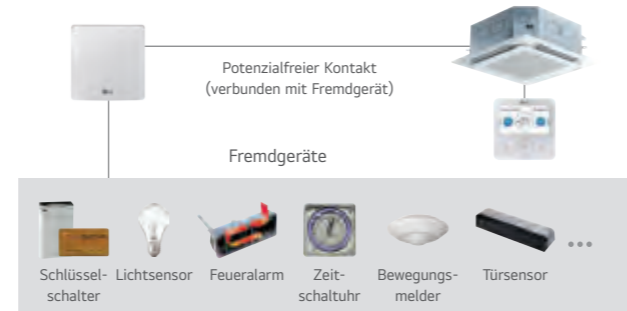 Potenzialfreier Kontakt
(verbunden mit Fremdgerät)
Fremdgeräte
Schlüssel-
schalter
Lichtsensor
Feueralarm
Zeit-
schaltuhr
Bewegungs-
melder
Türsensor